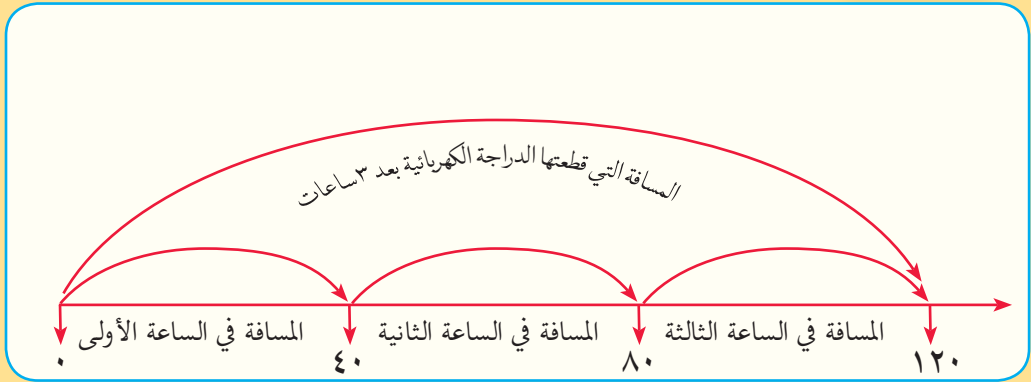 المسافة التي قطعتها الدراجة الكهربائية بعد ٣ ساعات
المسافة في الساعة الأولى
المسافة في الساعة الثانية
المسافة في الساعة الثالثة
٠
٤٠
٨٠
١٢٠